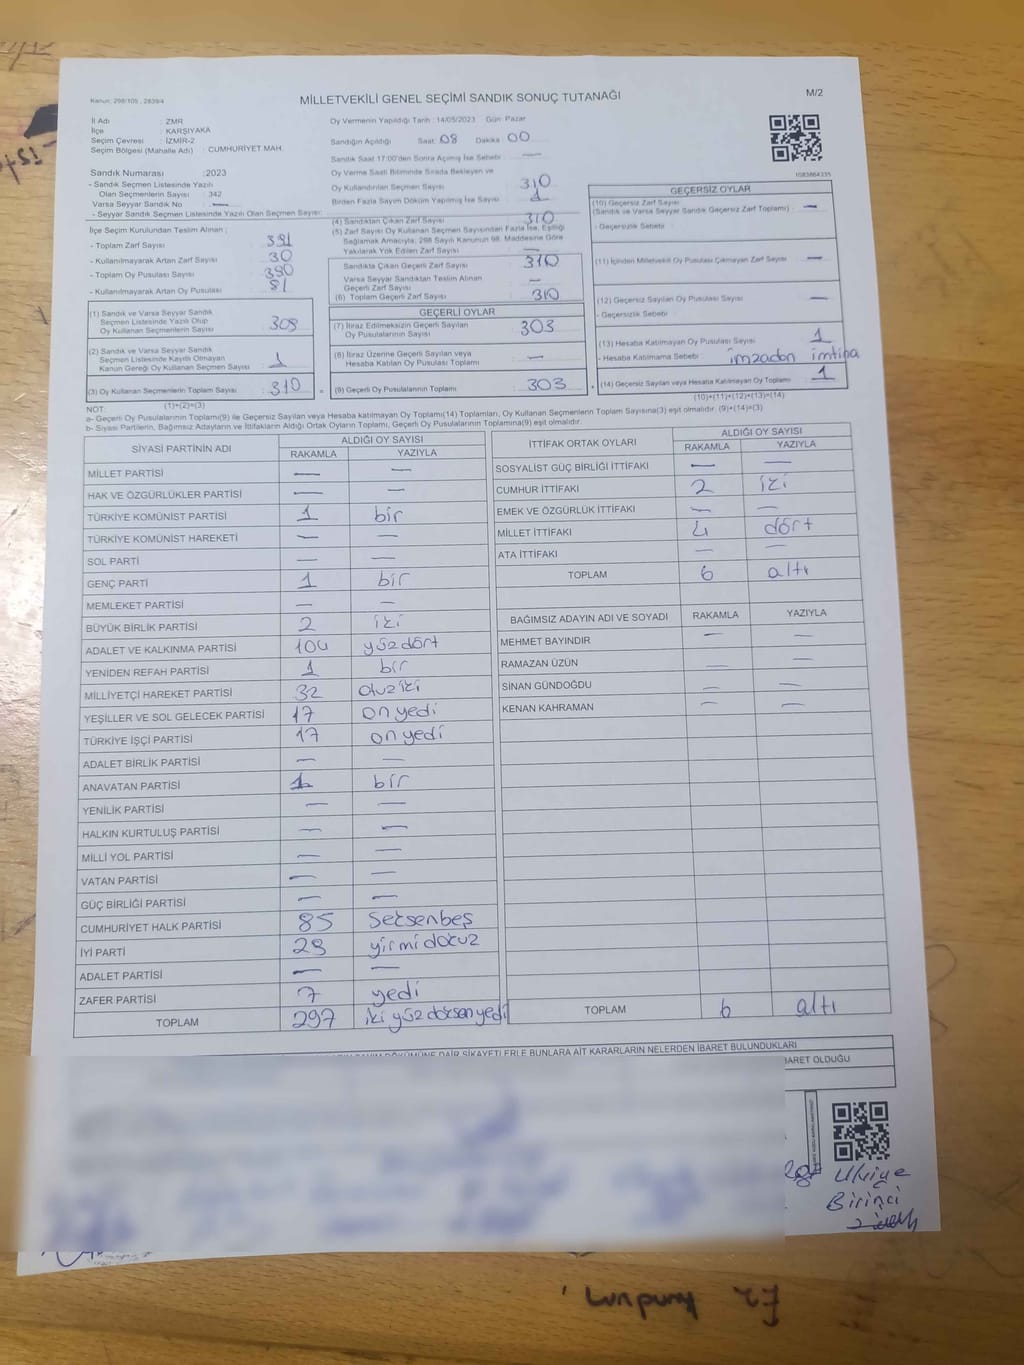 Kanun: 298/105 , 2839/4
MİLLETVEKİLİ GENEL SEÇİMİ SANDIK SONUÇ TUTANAĞI
M/2
İl Adı : ZMR
İlçe : KARŞIYAKA
Seçim Çevresi : İZMİR-2
Seçim Bölgesi (Mahalle Adı) : CUMHURİYET MAH.
Oy Vermenin Yapıldığı Tarih : 14/05/2023 Gün: Pazar
Sandığın Açıldığı Saat: 08 Dakika: 00
Sandık Saat 17:00'den Sonra Açılmış İse Sebebi : —
Oy Verme Saati Bitiminde Sırada Bekleyen ve
Oy Kullandırılan Seçmen Sayısı 310
Birden Fazla Sayım Döküm Yapılmış İse Sayısı : 1
Sandık Numarası : 2023
- Sandık Seçmen Listesinde Yazılı
Olan Seçmenlerin Sayısı : 342
Varsa Seyyar Sandık No : —
- Seyyar Sandık Seçmen Listesinde Yazılı Olan Seçmen Sayısı:
İlçe Seçim Kurulundan Teslim Alınan :
- Toplam Zarf Sayısı : 391
- Kullanılmayarak Artan Zarf Sayısı : 30
- Toplam Oy Pusulası Sayısı : 390
- Kullanılmayarak Artan Oy Pusulası : 81
(1) Sandık ve Varsa Seyyar Sandık
Seçmen Listesinde Yazılı Olup
Oy Kullanan Seçmenlerin Sayısı : 308
(2) Sandık ve Varsa Seyyar Sandık
Seçmen Listesinde Kayıtlı Olmayan
Kanun Gereği Oy Kullanan Seçmen Sayısı : 1
(3) Oy Kullanan Seçmenlerin Toplam Sayısı : 310
(1)+(2)=(3)
(4) Sandıktan Çıkan Zarf Sayısı : 310
(5) Zarf Sayısı Oy Kullanan Seçmen Sayısından Fazla İse, Eşitliği
Sağlamak Amacıyla; 298 Sayılı Kanunun 98. Maddesine Göre
Yakılarak Yok Edilen Zarf Sayısı : —
Sandıkta Çıkan Geçerli Zarf Sayısı : 310
Varsa Seyyar Sandıktan Teslim Alınan
Geçerli Zarf Sayısı : —
(6) Toplam Geçerli Zarf Sayısı : 310
GEÇERLİ OYLAR
(7) İtiraz Edilmeksizin Geçerli Sayılan
Oy Pusulalarının Sayısı : 303
(8) İtiraz Üzerine Geçerli Sayılan veya
Hesaba Katılan Oy Pusulası Toplamı : —
(9) Geçerli Oy Pusulalarının Toplamı : 303
1083864335
GEÇERSİZ OYLAR
(10) Geçersiz Zarf Sayısı
(Sandık ve Varsa Seyyar Sandık Geçersiz Zarf Toplamı) : —
- Geçersizlik Sebebi :
(11) İçinden Milletvekili Oy Pusulası Çıkmayan Zarf Sayısı : —
(12) Geçersiz Sayılan Oy Pusulası Sayısı : —
- Geçersizlik Sebebi :
(13) Hesaba Katılmayan Oy Pusulası Sayısı : 1
- Hesaba Katılmama Sebebi : imzadan imtina
(14) Geçersiz Sayılan veya Hesaba Katılmayan Oy Toplamı : 1
(10)+(11)+(12)+(13)=(14)
NOT:
a- Geçerli Oy Pusulalarının Toplamı(9) ile Geçersiz Sayılan veya Hesaba katılmayan Oy Toplamı(14) Toplamları, Oy Kullanan Seçmenlerin Toplam Sayısına(3) eşit olmalıdır. (9)+(14)=(3)
b- Siyasi Partilerin, Bağımsız Adayların ve İttifakların Aldığı Ortak Oyların Toplamı, Geçerli Oy Pusulalarının Toplamına(9) eşit olmalıdır.
SİYASİ PARTİNİN ADI ALDIĞI OY SAYISI
RAKAMLA YAZIYLA
MİLLET PARTİSİ — —
HAK VE ÖZGÜRLÜKLER PARTİSİ — —
TÜRKİYE KOMÜNİST PARTİSİ 1 bir
TÜRKİYE KOMÜNİST HAREKETİ — —
SOL PARTİ — —
GENÇ PARTİ 1 bir
MEMLEKET PARTİSİ — —
BÜYÜK BİRLİK PARTİSİ 2 iki
ADALET VE KALKINMA PARTİSİ 104 yüzdört
YENİDEN REFAH PARTİSİ 1 bir
MİLLİYETÇİ HAREKET PARTİSİ 32 otuziki
YEŞİLLER VE SOL GELECEK PARTİSİ 17 onyedi
TÜRKİYE İŞÇİ PARTİSİ 17 onyedi
ADALET BİRLİK PARTİSİ — —
ANAVATAN PARTİSİ 1 bir
YENİLİK PARTİSİ — —
HALKIN KURTULUŞ PARTİSİ — —
MİLLİ YOL PARTİSİ — —
VATAN PARTİSİ — —
GÜÇ BİRLİĞİ PARTİSİ — —
CUMHURİYET HALK PARTİSİ 85 Seksenbeş
İYİ PARTİ 29 yirmidokuz
ADALET PARTİSİ — —
ZAFER PARTİSİ 7 yedi
TOPLAM 297 iki yüz doksan yedi
İTTİFAK ORTAK OYLARI ALDIĞI OY SAYISI
RAKAMLA YAZIYLA
SOSYALİST GÜÇ BİRLİĞİ İTTİFAKI — —
CUMHUR İTTİFAKI 2 iki
EMEK VE ÖZGÜRLÜK İTTİFAKI — —
MİLLET İTTİFAKI 4 dört
ATA İTTİFAKI — —
TOPLAM 6 altı
BAĞIMSIZ ADAYIN ADI VE SOYADI RAKAMLA YAZIYLA
MEHMET BAYINDIR — —
RAMAZAN ÜZÜN — —
SİNAN GÜNDOĞDU — —
KENAN KAHRAMAN — —
TOPLAM 6 altı
DÖKÜMÜNE DAİR ŞİKAYETLERLE BUNLARA AİT KARARLARIN NELERDEN İBARET BULUNDUKLARI
BARET OLDUĞU
Birinci